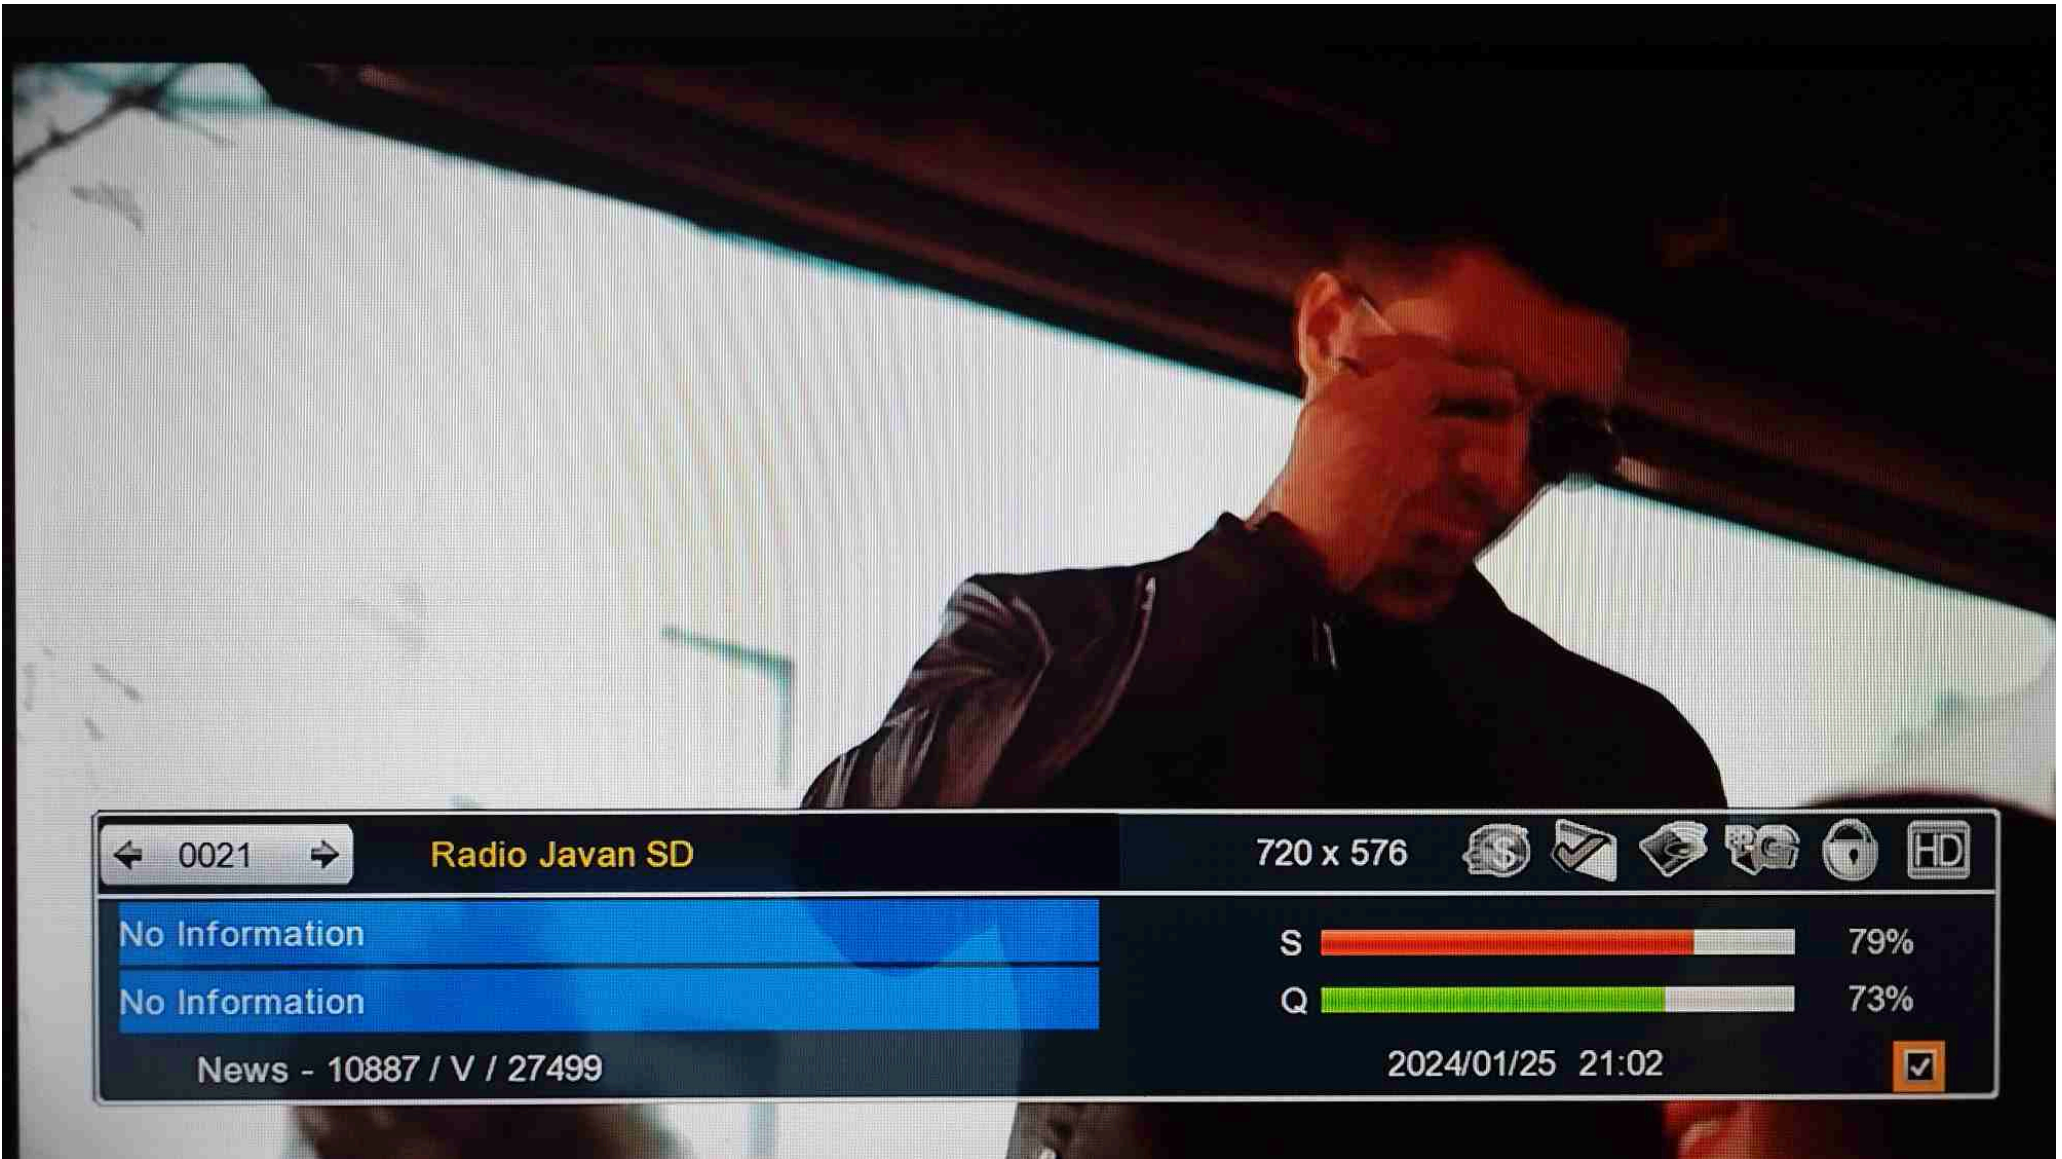 0021
Radio Javan SD
720 x 576
$
HD
No Information
No Information
S 79%
Q 73%
News - 10887 / V / 27499
2024/01/25 21:02